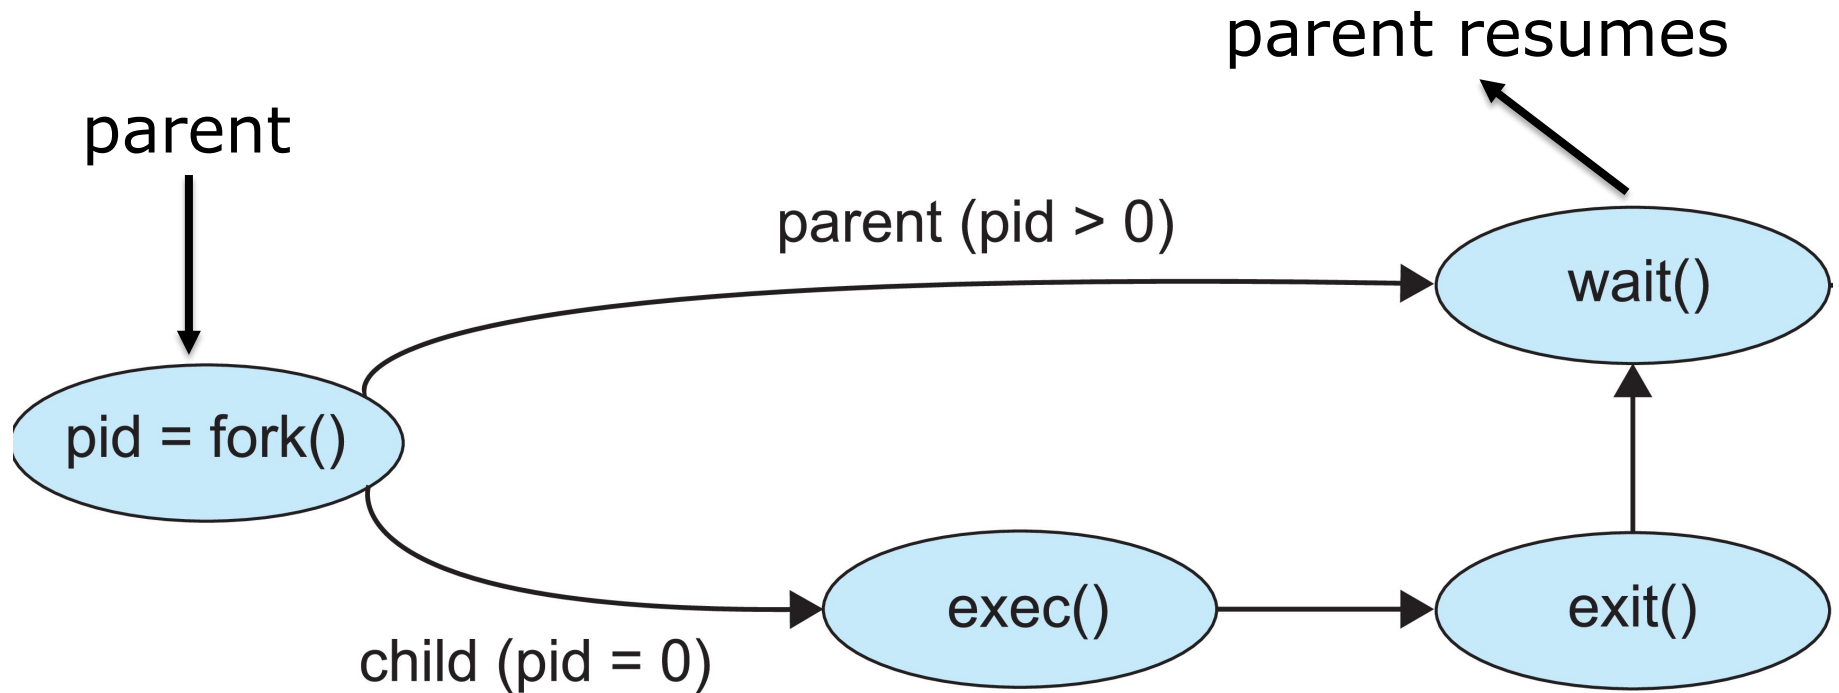 parent resumes
parent
parent (pid > 0)
wait()
pid = fork()
exec()
exit()
child (pid = 0)